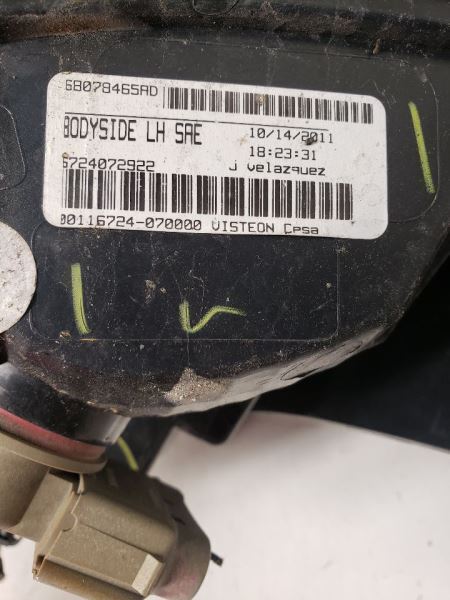 68078465AD
BODYSIDE LH SAE 10/14/2011
18:23:31
6724072922 J Velazquez
00116724-070000 VISTEON Cpsa